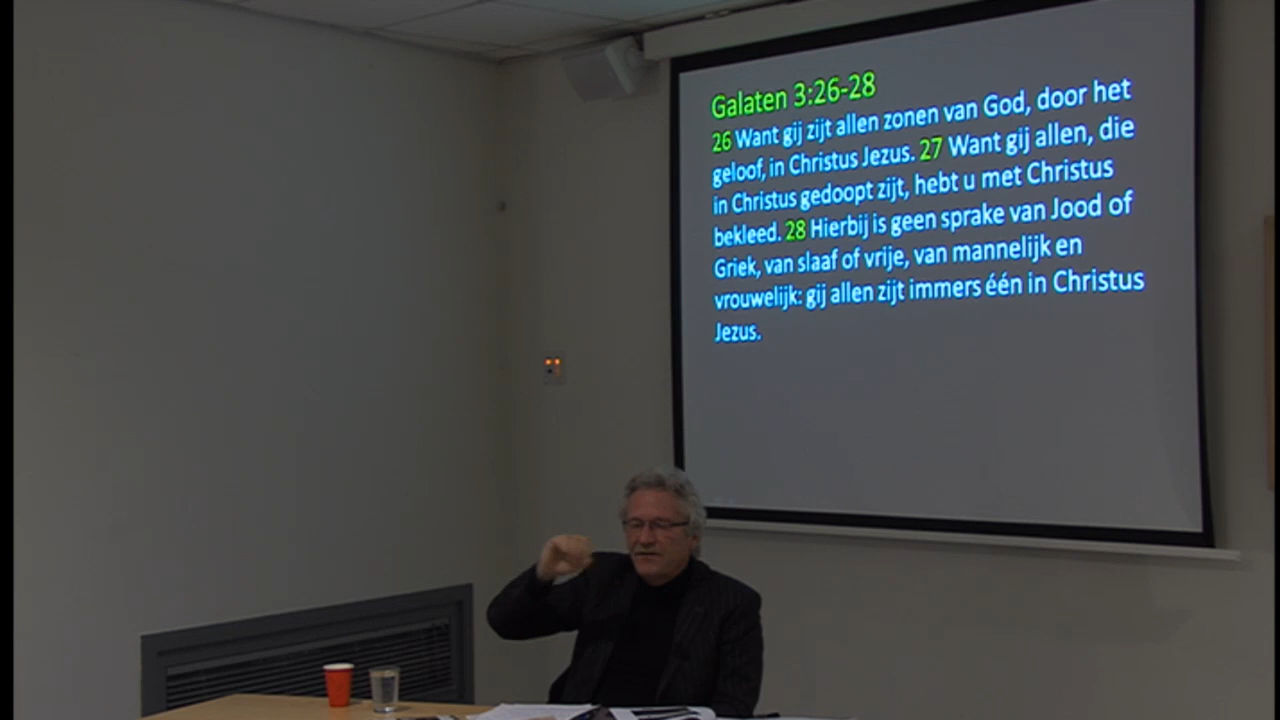 Galaten 3:26-28
26 Want gij zijt allen zonen van God, door het
geloof, in Christus Jezus. 27 Want gij allen, die
in Christus gedoopt zijt, hebt u met Christus
bekleed. 28 Hierbij is geen sprake van Jood of
Griek, van slaaf of vrije, van mannelijk en
vrouwelijk: gij allen zijt immers één in Christus
Jezus.